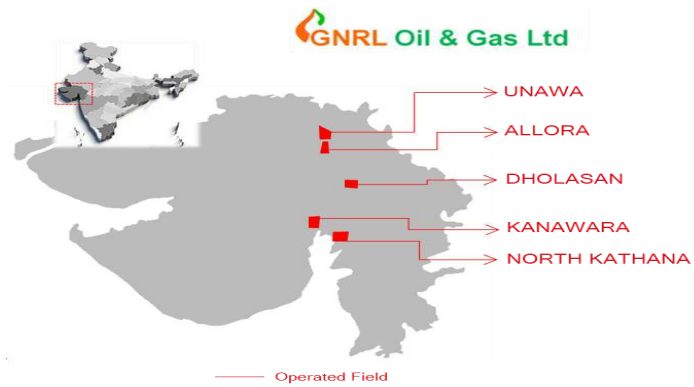 GNRL Oil & Gas Ltd
UNAWA
ALLORA
DHOLASAN
KANAWARA
NORTH KATHANA
Operated Field